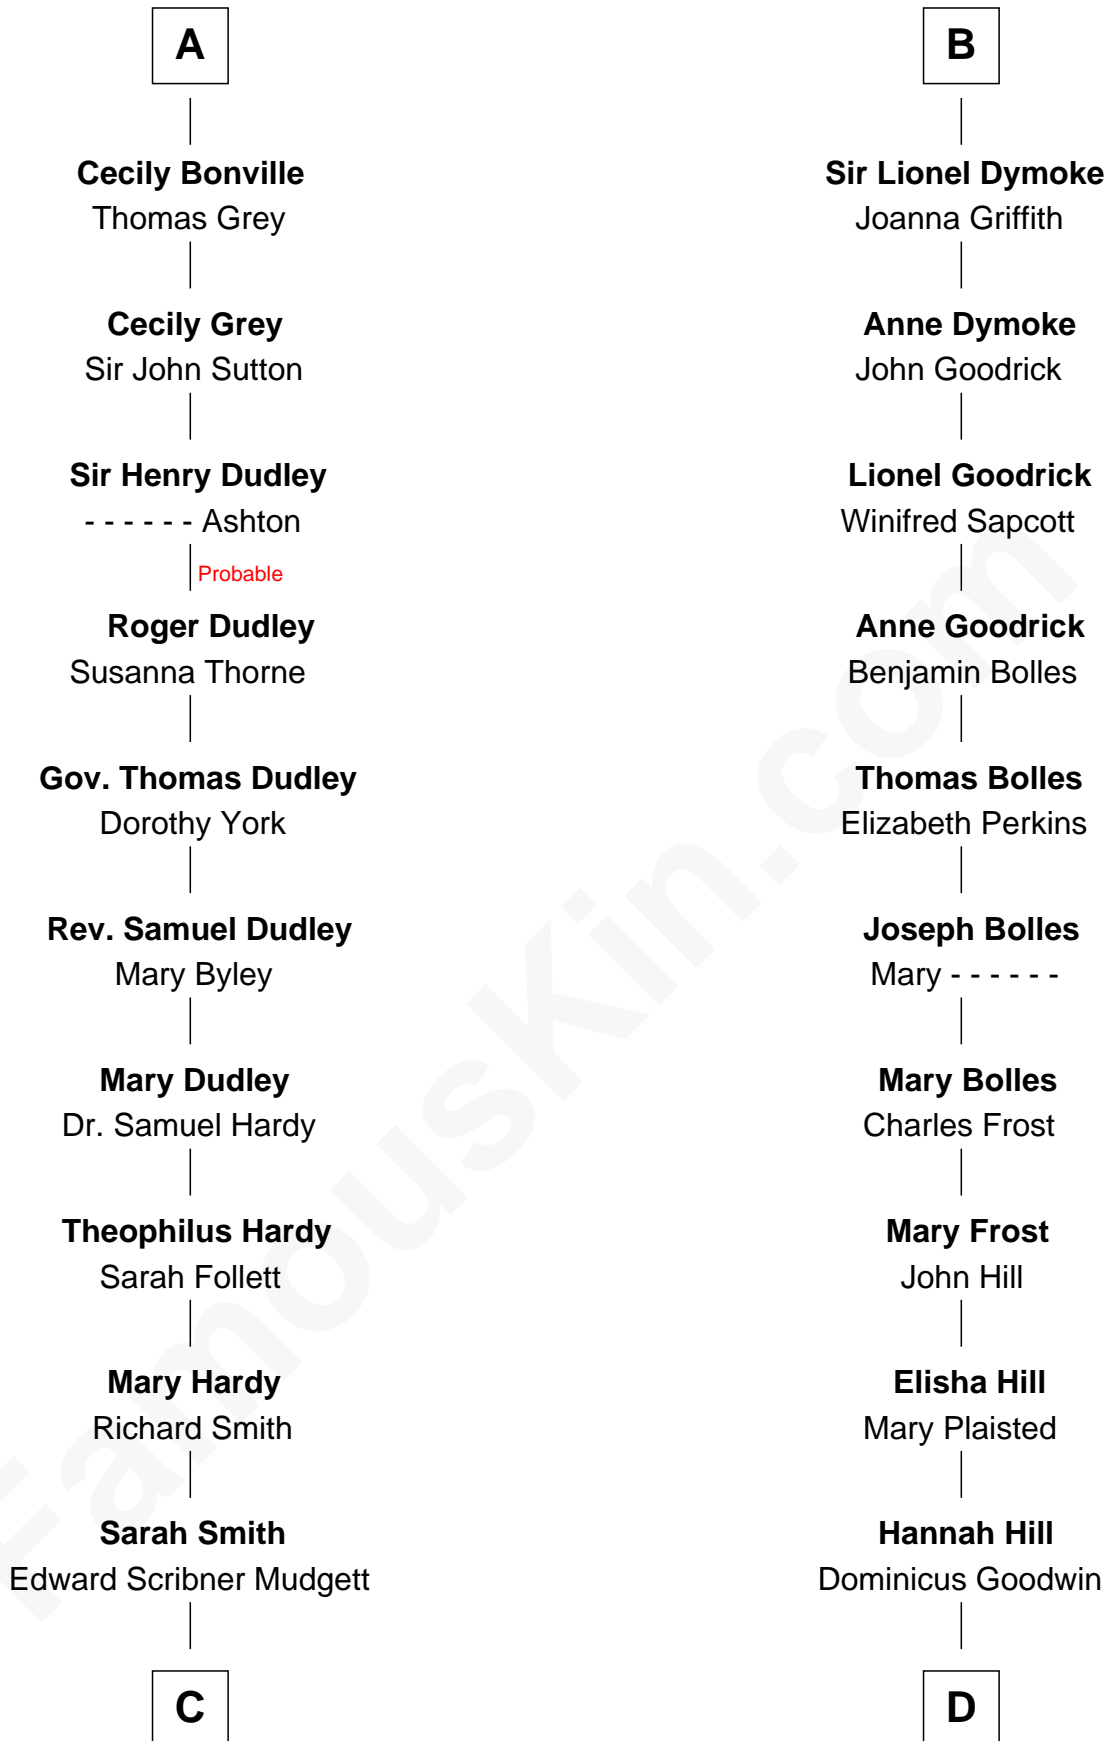 A
Cecily Bonville
Thomas Grey
Cecily Grey
Sir John Sutton
Sir Henry Dudley
- - - - - - Ashton
Probable
Roger Dudley
Susanna Thorne
Gov. Thomas Dudley
Dorothy York
Rev. Samuel Dudley
Mary Byley
Mary Dudley
Dr. Samuel Hardy
Theophilus Hardy
Sarah Follett
Mary Hardy
Richard Smith
Sarah Smith
Edward Scribner Mudgett
C
B
Sir Lionel Dymoke
Joanna Griffith
Anne Dymoke
John Goodrick
Lionel Goodrick
Winifred Sapcott
Anne Goodrick
Benjamin Bolles
Thomas Bolles
Elizabeth Perkins
Joseph Bolles
Mary - - - - - -
Mary Bolles
Charles Frost
Mary Frost
John Hill
Elisha Hill
Mary Plaisted
Hannah Hill
Dominicus Goodwin
D
FamousKin.com